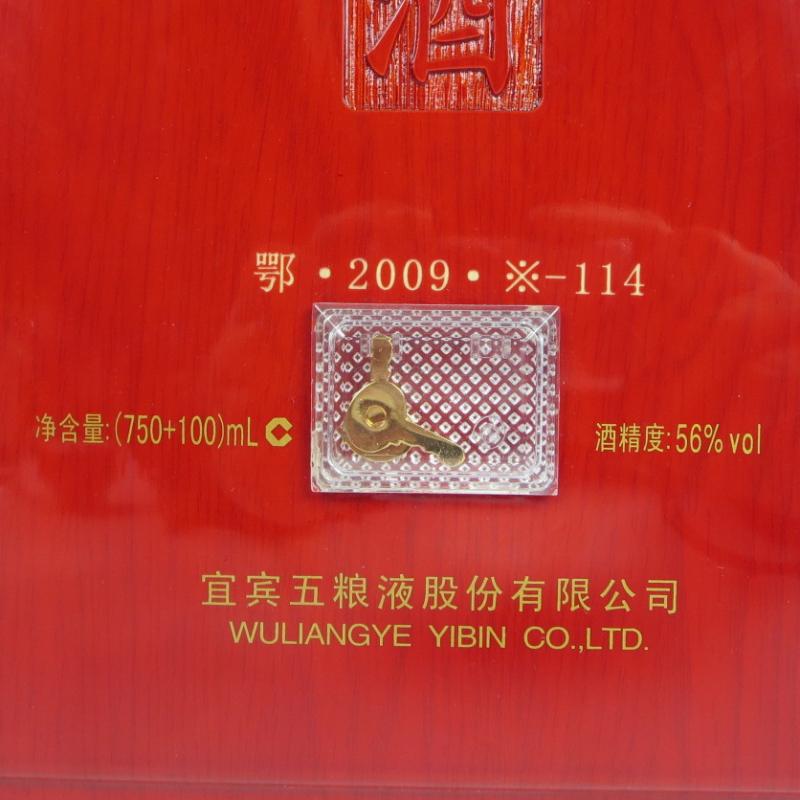 酒
鄂·2009·※-114
净含量:(750+100)mL
酒精度:56%vol
宜宾五粮液股份有限公司
WULIANGYE YIBIN CO.,LTD.